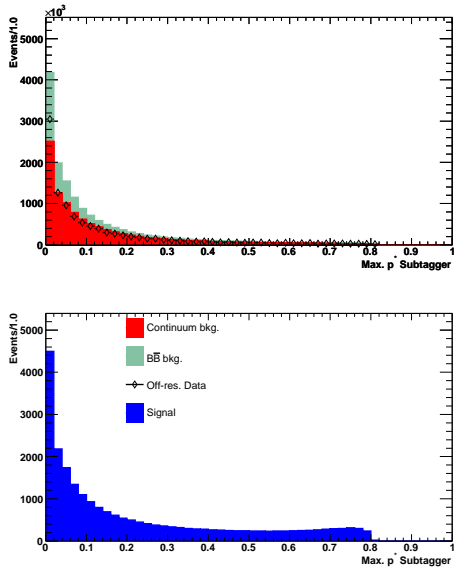 ×10³
Events/1.0
5000
4000
3000
2000
1000
0
0 0.1 0.2 0.3 0.4 0.5 0.6 0.7 0.8 0.9 1
Max. p* Subtagger
Events/1.0
5000
4000
3000
2000
1000
0
Continuum bkg.
BB̅ bkg.
Off-res. Data
Signal
0 0.1 0.2 0.3 0.4 0.5 0.6 0.7 0.8 0.9 1
Max. p* Subtagger